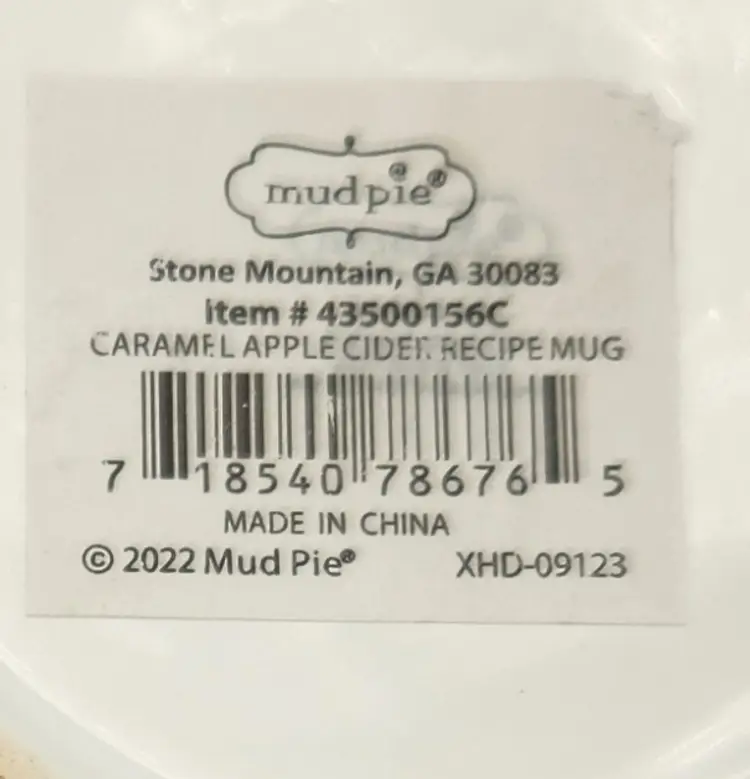 mudpie®®
Stone Mountain, GA 30083
Item # 43500156C
CARAMEL APPLE CIDER RECIPE MUG
7 18540 78676 5
MADE IN CHINA
© 2022 Mud Pie® XHD-09123